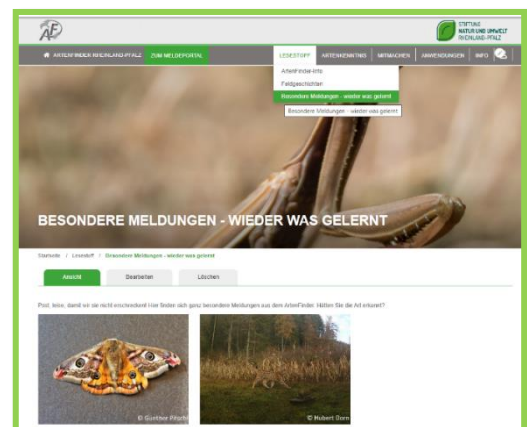 AF
STIFTUNG
NATUR UND UMWELT
RHEINLAND-PFALZ
ARTENFINDER RHEINLAND-PFALZ ZUM MELDEPORTAL LESESTOFF ARTENKENNTNIS MITMACHEN ANWENDUNGEN INFO
ArtenFinder-Info
Feldgeschichten
Besondere Meldungen - wieder was gelernt
Besondere Meldungen - wieder was gelernt
BESONDERE MELDUNGEN - WIEDER WAS GELERNT
Startseite / Lesestoff / Besondere Meldungen - wieder was gelernt
Ansicht Bearbeiten Löschen
Psst, leise, damit wir sie nicht erschrecken! Hier finden sich ganz besondere Meldungen aus dem ArtenFinder. Hätten Sie die Art erkannt?
© Hubert Dorn